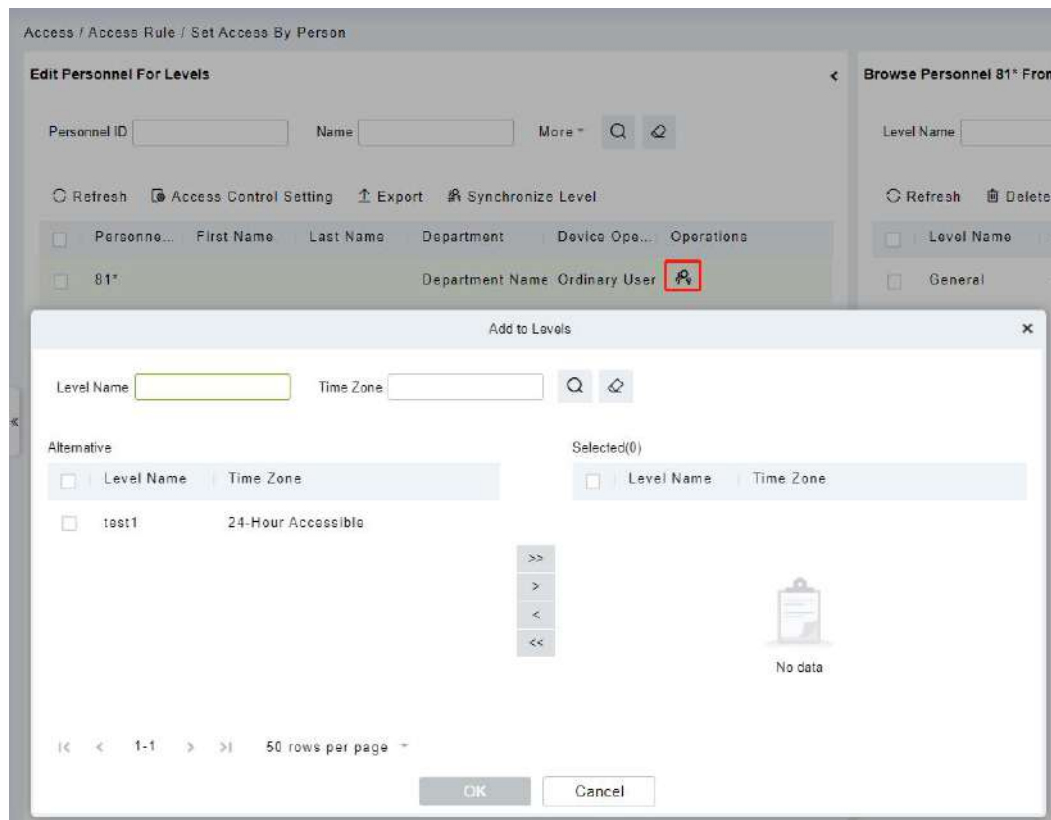 Access / Access Rule / Set Access By Person
Edit Personnel For Levels
<
Browse Personnel 81* From
Personnel ID
Name
More
Level Name
Refresh
Access Control Setting
Export
Synchronize Level
Refresh
Delete
Personne...
First Name
Last Name
Department
Device Ope...
Operations
Level Name
81*
Department Name
Ordinary User
General
Add to Levels
×
Level Name
Time Zone
«
Alternative
Selected(0)
Level Name
Time Zone
Level Name
Time Zone
test1
24-Hour Accessible
>>
>
<
<<
No data
|< < 1-1 > >| 50 rows per page
OK
Cancel